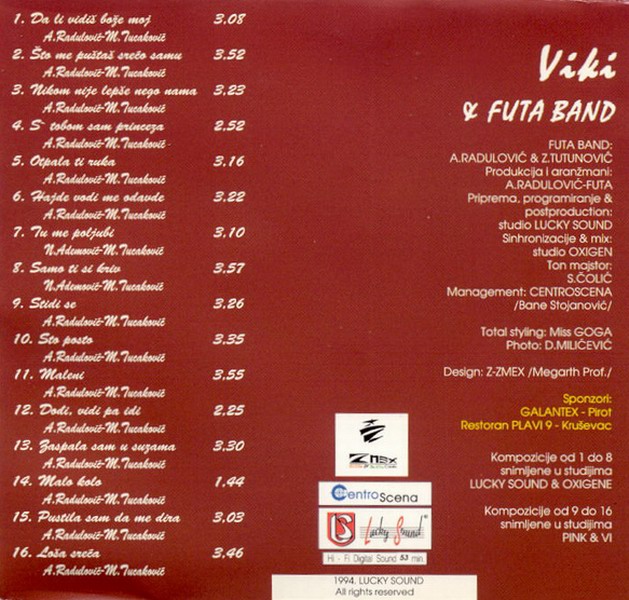 1. Da li vidiš bože moj 3.08
A.Radulović-M.Tucaković
2. Što me puštaš srećo samu 3.52
A.Radulović-M.Tucaković
3. Nikom nije lepše nego nama 3.23
A.Radulović-M.Tucaković
4. S tobom sam princeza 2.52
A.Radulović-M.Tucaković
5. Otpala ti ruka 3.16
A.Radulović-M.Tucaković
6. Hajde vodi me odavde 3.22
A.Radulović-M.Tucaković
7. Tu me poljubi 3.10
N.Ademović-M.Tucaković
8. Samo ti si kriv 3.57
N.Ademović-M.Tucaković
9. Stidi se 3.26
A.Radulović-M.Tucaković
10. Sto posto 3.35
A.Radulović-M.Tucaković
11. Maleni 3.55
A.Radulović-M.Tucaković
12. Dodi, vidi pa idi 2.25
A.Radulović-M.Tucaković
13. Zaspala sam u suzama 3.30
A.Radulović-M.Tucaković
14. Malo kolo 1.44
A.Radulović-M.Tucaković
15. Pustila sam da me dira 3.03
A.Radulović-M.Tucaković
16. Loša sreća 3.46
A.Radulović-M.Tucaković
Viki
& FUTA BAND
FUTA BAND:
A.RADULOVIĆ & Z.TUTUNOVIĆ
Produkcija i aranžmani:
A.RADULOVIĆ-FUTA
Priprema, programiranje &
postproduction:
studio LUCKY SOUND
Sinhronizacije & mix:
studio OXIGEN
Ton majstor:
S.ČOLIĆ
Management: CENTROSCENA
/Bane Stojanović/
Total styling: Miss GOGA
Photo: D.MILIĆEVIĆ
Design: Z-ZMEX /Megarth Prof./
Sponzori:
GALANTEX - Pirot
Restoran PLAVI 9 - Kruševac
Kompozicije od 1 do 8
snimljene u studijima
LUCKY SOUND & OXIGENE
Kompozicije od 9 do 16
snimljene u studijima
PINK & VI
ZMEX
CentroScena
Lucky Sound
Hi - Fi Digital Sound 53 min.
1994. LUCKY SOUND
All rights reserved